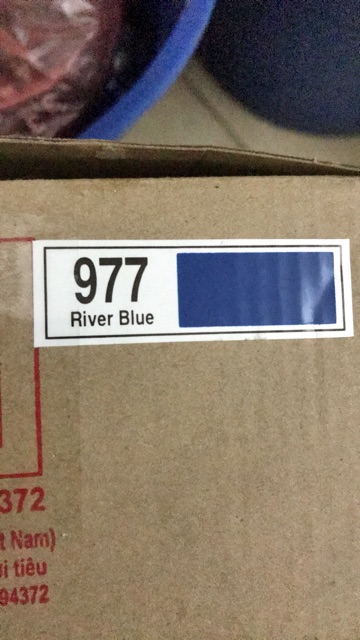 977
River Blue
372
t Nam)
i tiêu
94372